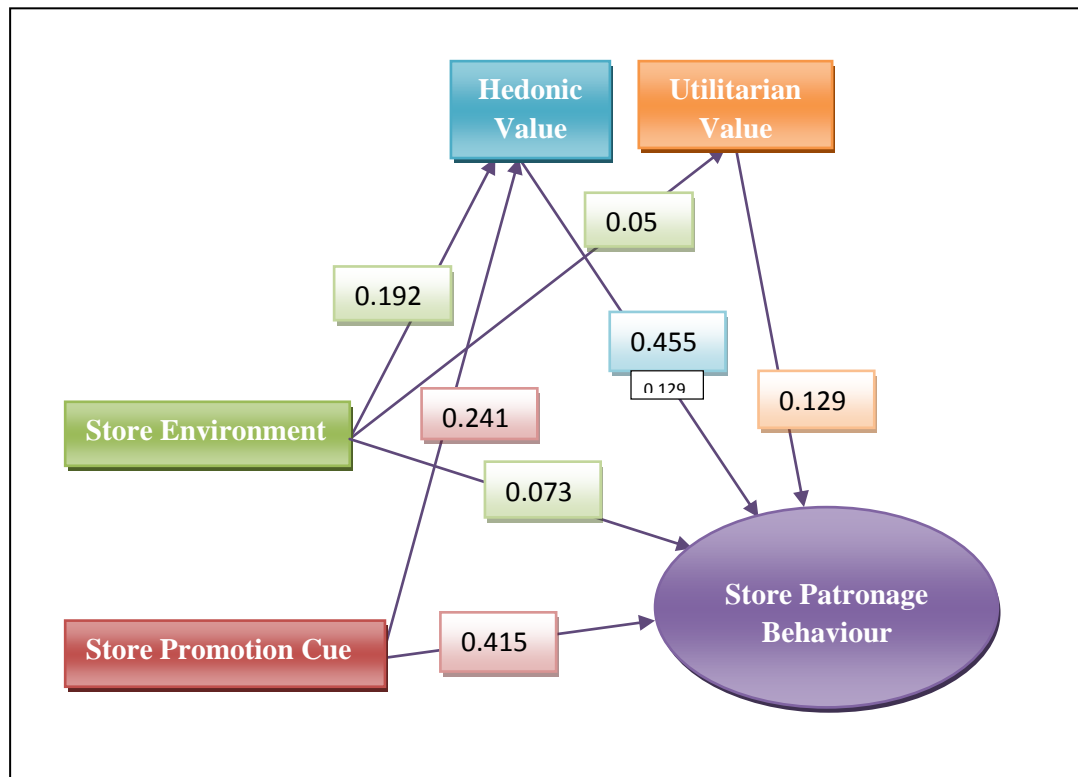 Hedonic
Value
Utilitarian
Value
0.05
0.192
0.455
0.129
0.129
0.241
Store Environment
0.073
Store Patronage
Behaviour
0.415
Store Promotion Cue